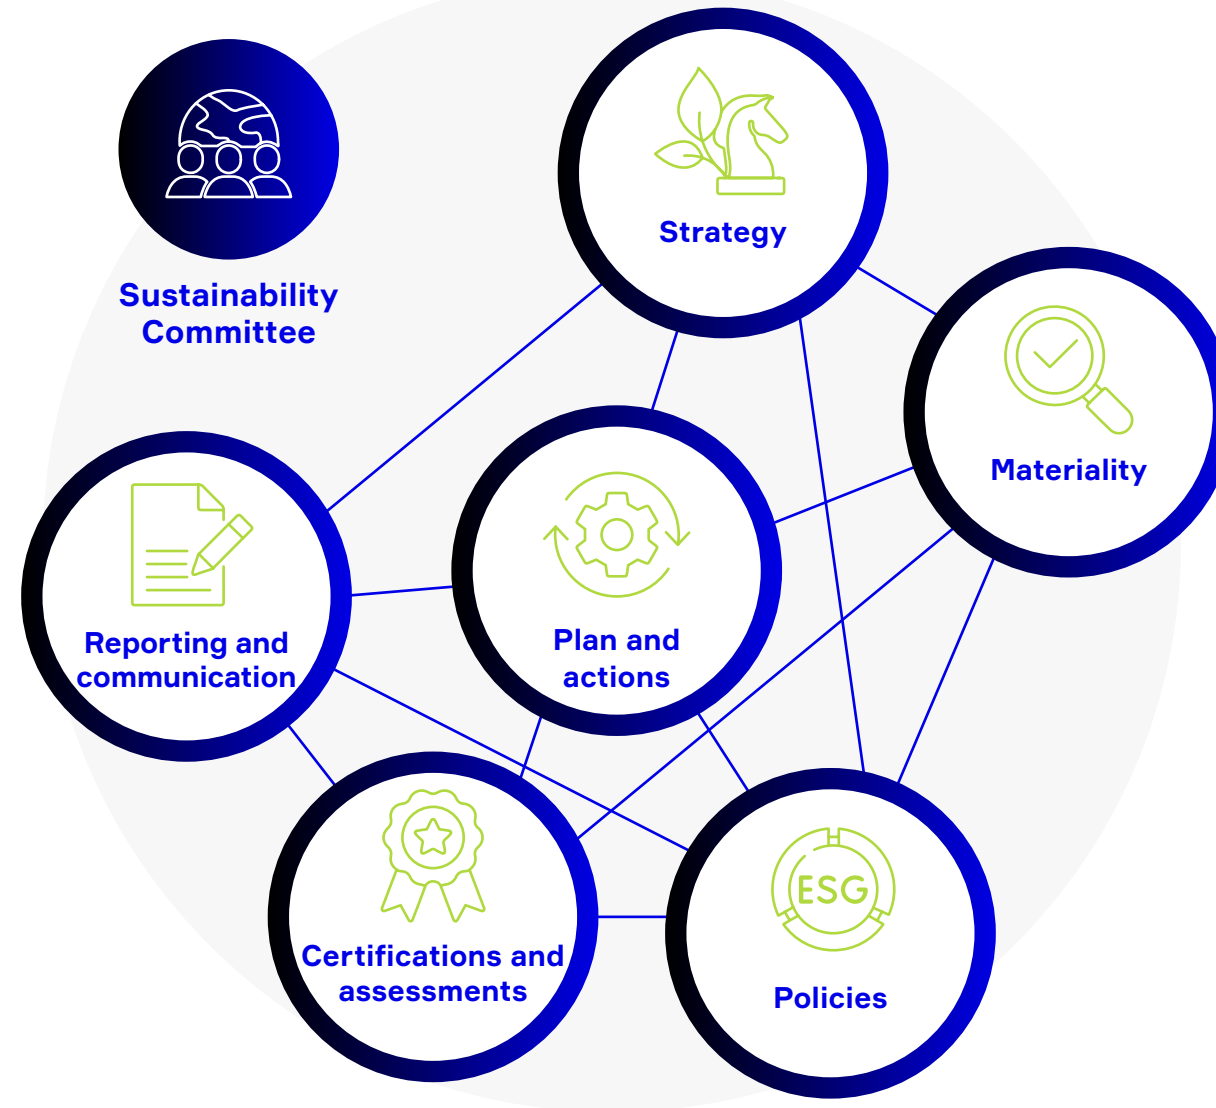 Sustainability
Committee
Strategy
Materiality
Reporting and
communication
Plan and
actions
Certifications and
assessments
ESG
Policies